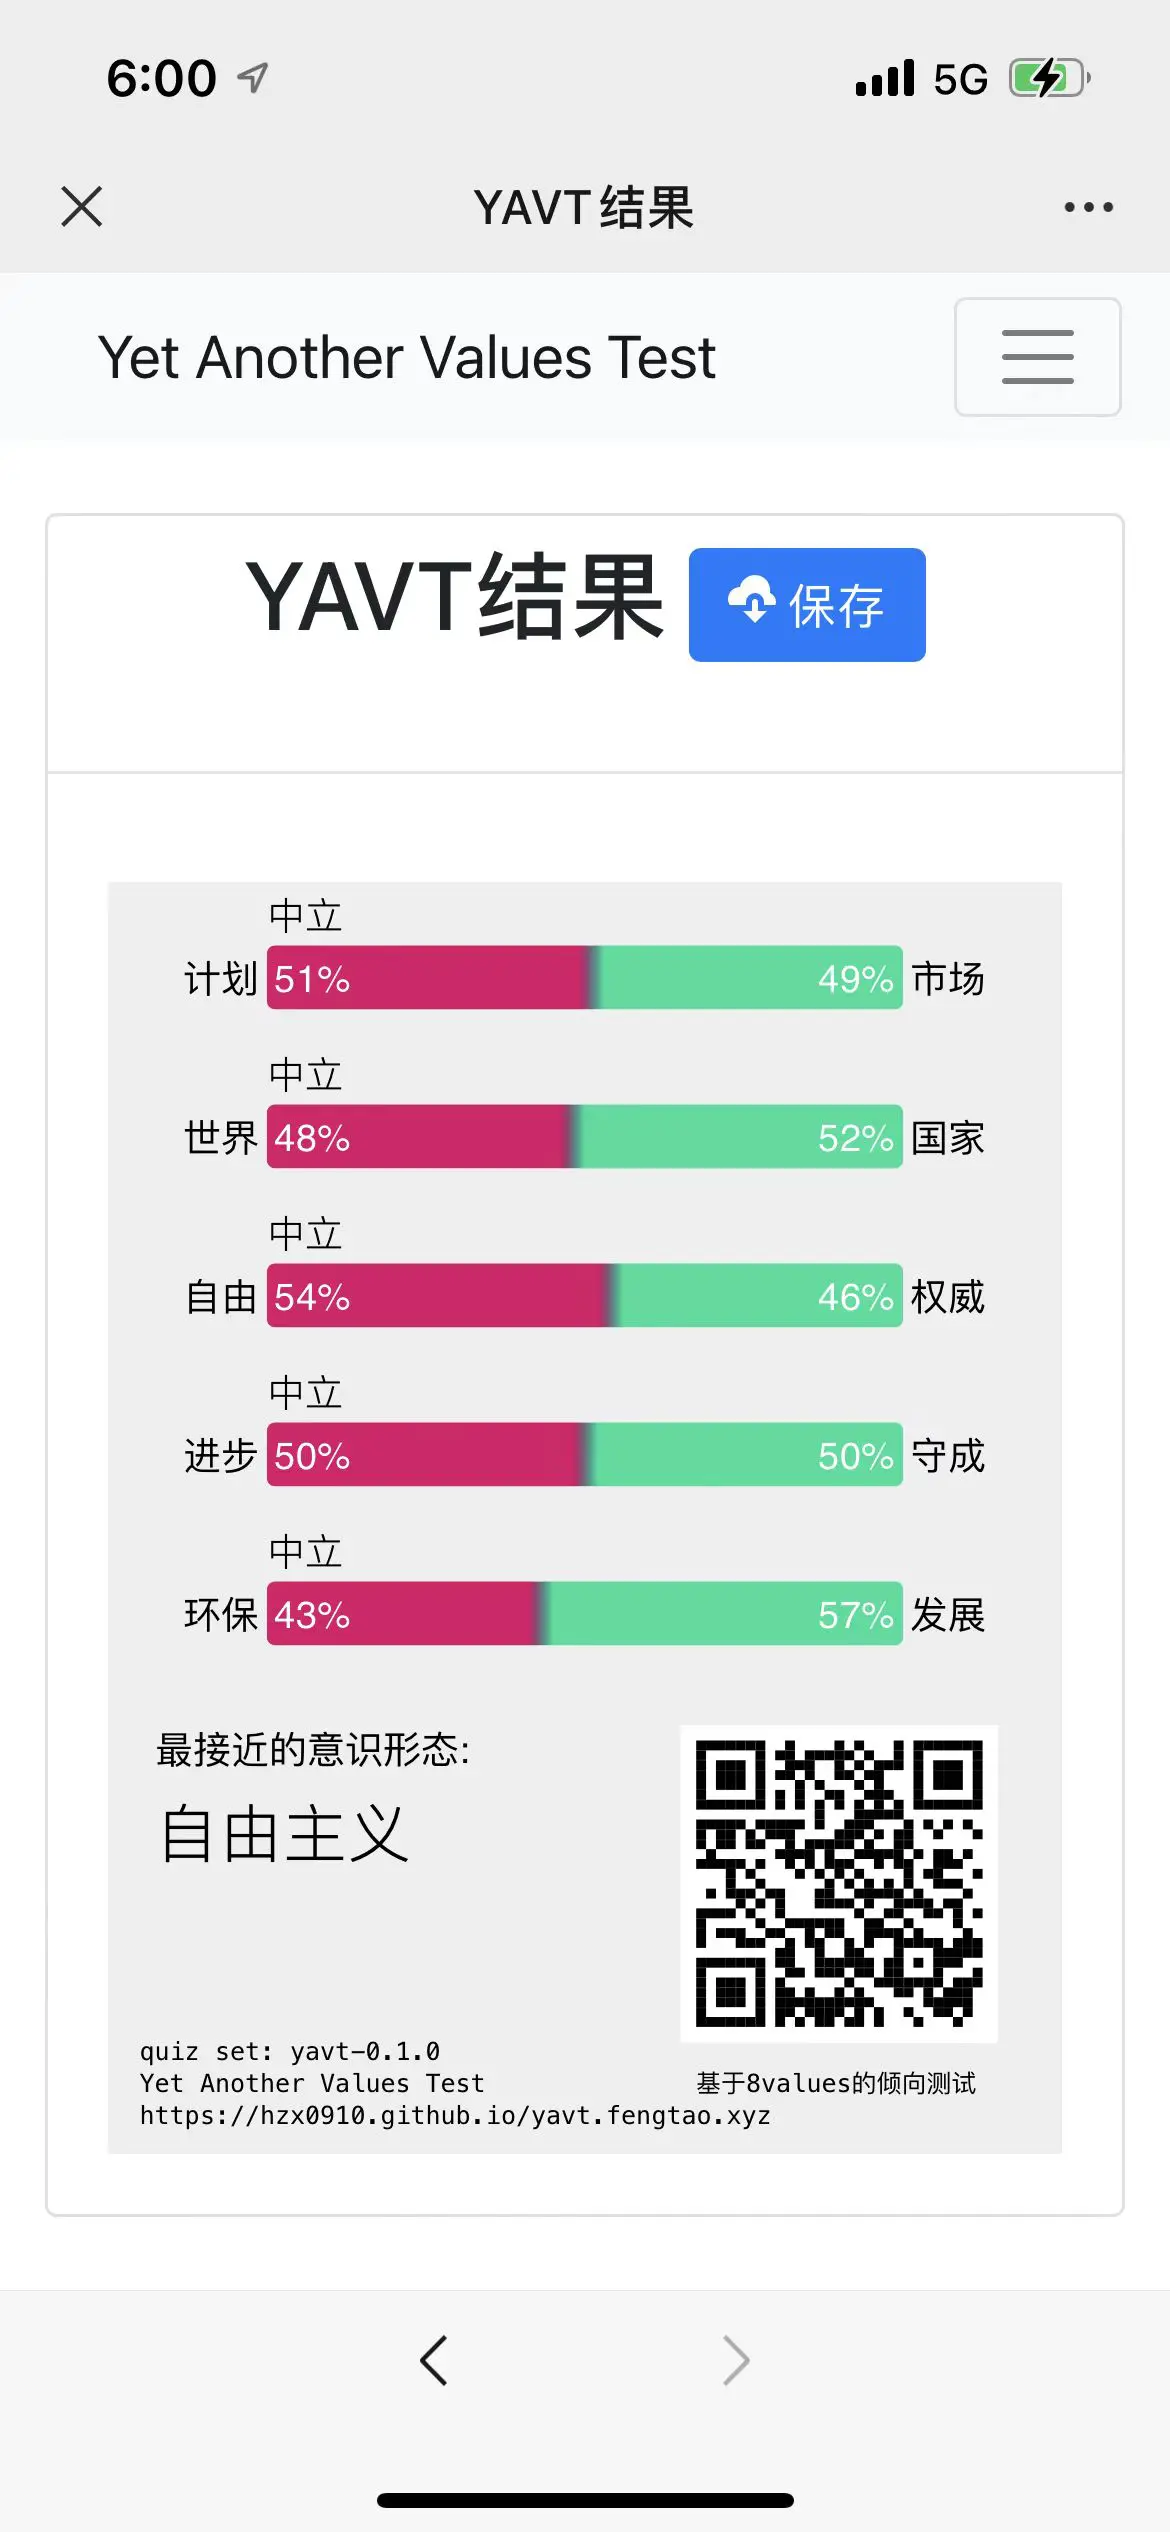 6:00 5G
YAVT结果
Yet Another Values Test
YAVT结果 保存
中立
计划 51% 49% 市场
中立
世界 48% 52% 国家
中立
自由 54% 46% 权威
中立
进步 50% 50% 守成
中立
环保 43% 57% 发展
最接近的意识形态:
自由主义
quiz set: yavt-0.1.0
Yet Another Values Test
基于8values的倾向测试
https://hzx0910.github.io/yavt.fengtao.xyz